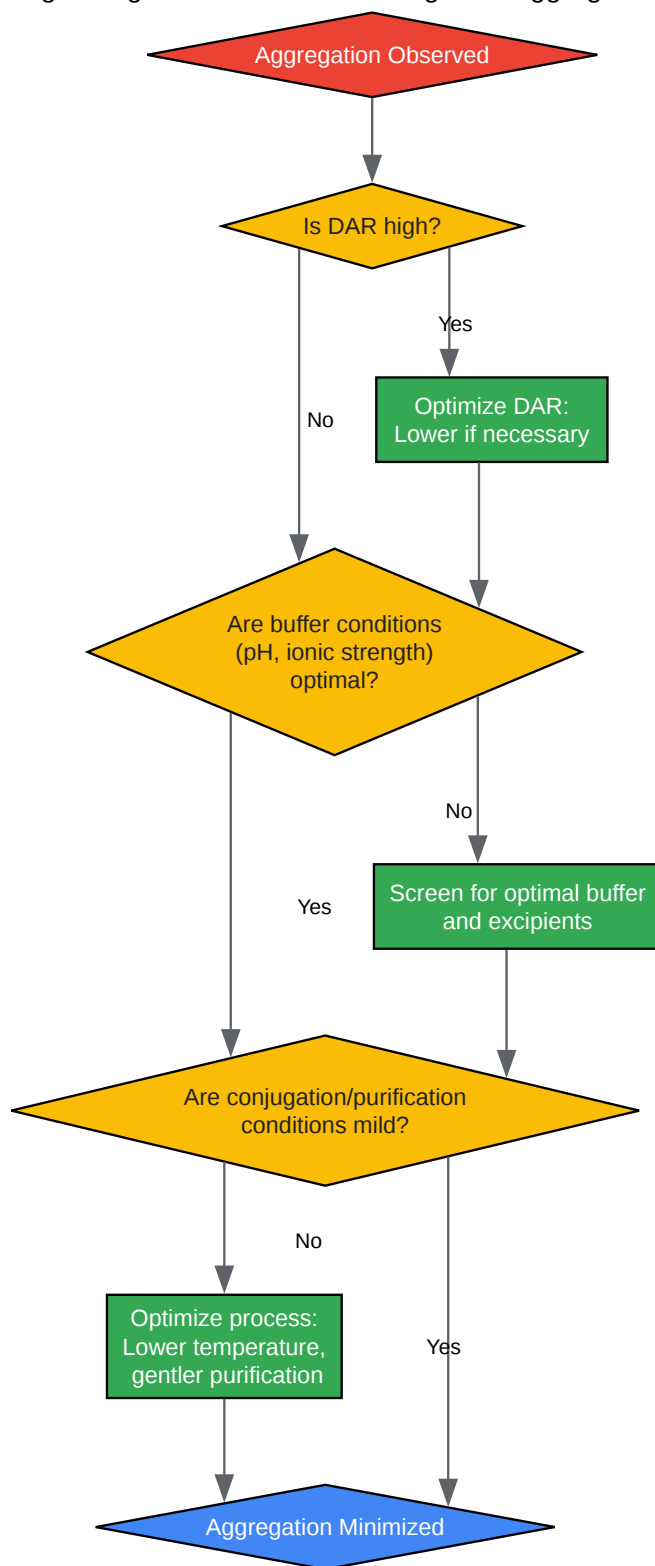 Aggregation Observed
Is DAR high?
Yes
Optimize DAR:
Lower if necessary
No
Are buffer conditions
(pH, ionic strength)
optimal?
No
Screen for optimal buffer
and excipients
Yes
Are conjugation/purification
conditions mild?
No
Optimize process:
Lower temperature,
gentler purification
Yes
Aggregation Minimized